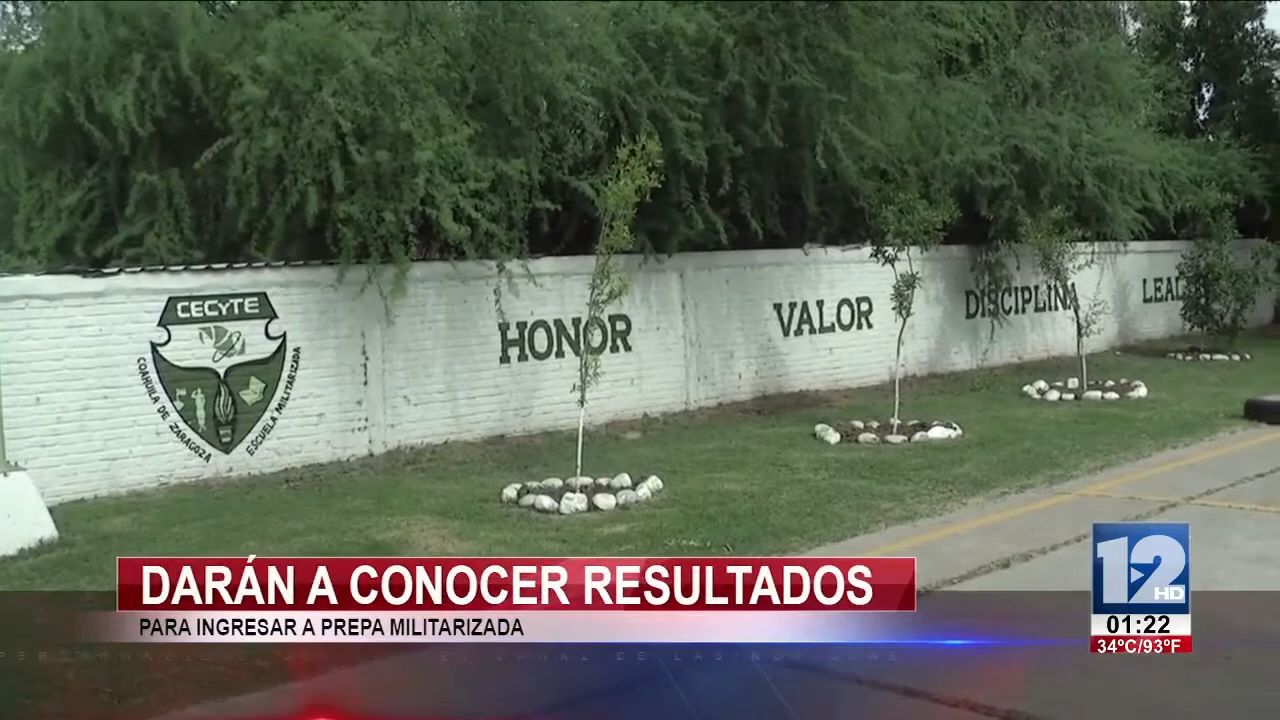 CECyTE
COAHUILA DE ZARAGOZA
ESCUELA MILITARIZADA
HONOR
VALOR
DISCIPLINA
DARÁN A CONOCER RESULTADOS
PARA INGRESAR A PREPA MILITARIZADA
12
HD
01:22
34°C/93°F